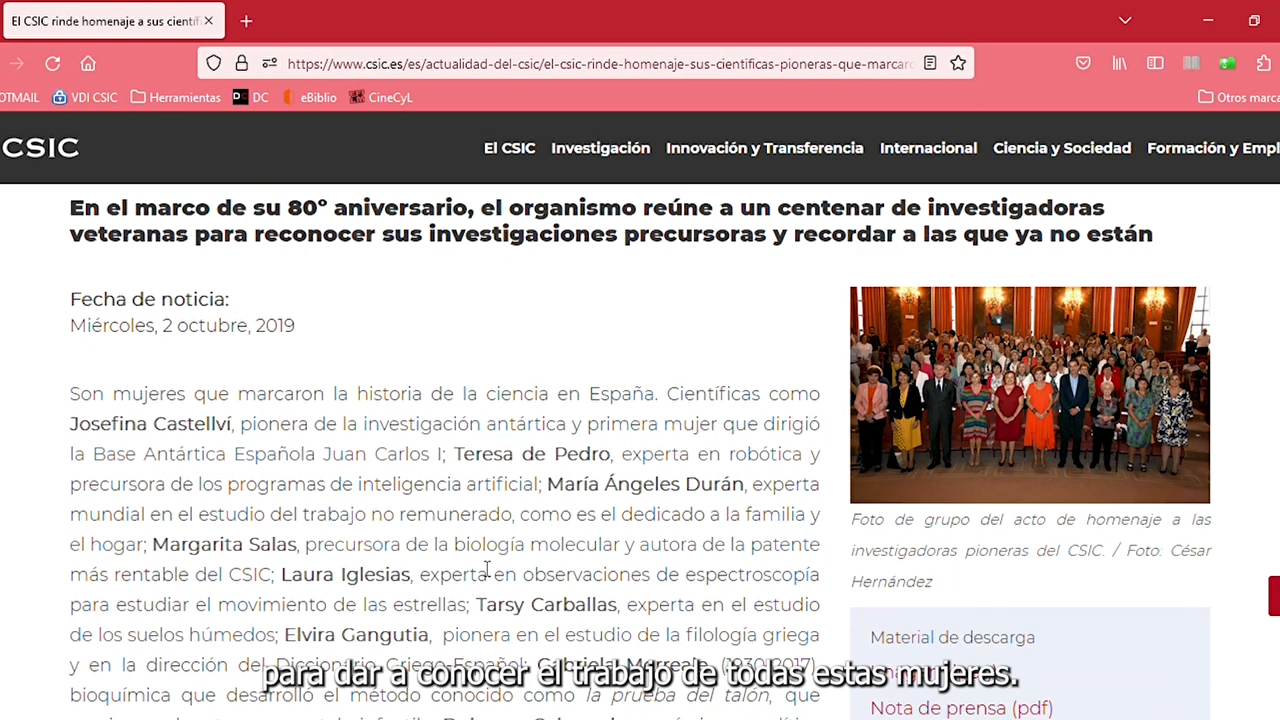 El CSIC rinde homenaje a sus científi
https://www.csic.es/es/actualidad-del-csic/el-csic-rinde-homenaje-sus-cientificas-pioneras-que-marcaro
OTMAIL VDI CSIC Herramientas DC DC eBiblio CineCyL Otros marca
CSIC El CSIC Investigación Innovación y Transferencia Internacional Ciencia y Sociedad Formación y Empl
En el marco de su 80º aniversario, el organismo reúne a un centenar de investigadoras
veteranas para reconocer sus investigaciones precursoras y recordar a las que ya no están
Fecha de noticia:
Miércoles, 2 octubre, 2019
Son mujeres que marcaron la historia de la ciencia en España. Científicas como
Josefina Castellví, pionera de la investigación antártica y primera mujer que dirigió
la Base Antártica Española Juan Carlos I; Teresa de Pedro, experta en robótica y
precursora de los programas de inteligencia artificial; María Ángeles Durán, experta
mundial en el estudio del trabajo no remunerado, como es el dedicado a la familia y
el hogar; Margarita Salas, precursora de la biología molecular y autora de la patente
más rentable del CSIC; Laura Iglesias, experta en observaciones de espectroscopía
para estudiar el movimiento de las estrellas; Tarsy Carballas, experta en el estudio
de los suelos húmedos; Elvira Gangutia, pionera en el estudio de la filología griega
y en la dirección del Diccionario Griego-Español; Gabriela Morreale (1930-2017),
bioquímica que desarrolló el método conocido como la prueba del talón, que
Foto de grupo del acto de homenaje a las
investigadoras pioneras del CSIC. / Foto: César
Hernández
Material de descarga
Nota de prensa (pdf)
para dar a conocer el trabajo de todas estas mujeres.